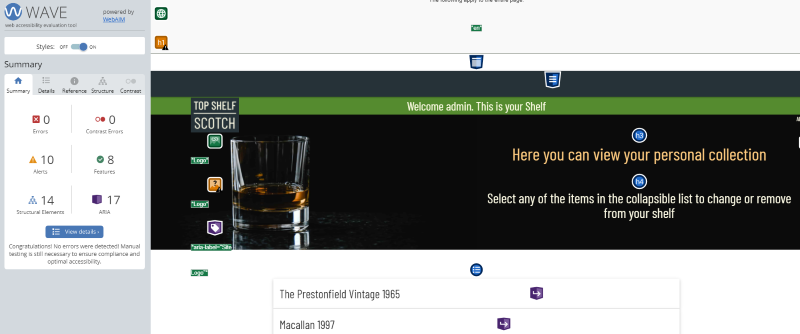 WAVE
web accessibility evaluation tool
powered by
WebAIM
Styles: OFF ON
Summary
Summary Details Reference Structure Contrast
0
Errors
0
Contrast Errors
10
Alerts
8
Features
14
Structural Elements
17
ARIA
View details ›
Congratulations! No errors were detected! Manual
testing is still necessary to ensure compliance and
optimal accessibility.
The following apply to the entire page:
h1
"en"
Welcome admin. This is your Shelf
TOP SHELF
SCOTCH
"Logo"
"Logo"
"aria-label="Site
Logo""
h3
Here you can view your personal collection
h4
Select any of the items in the collapsible list to change or remove
from your shelf
The Prestonfield Vintage 1965
Macallan 1997